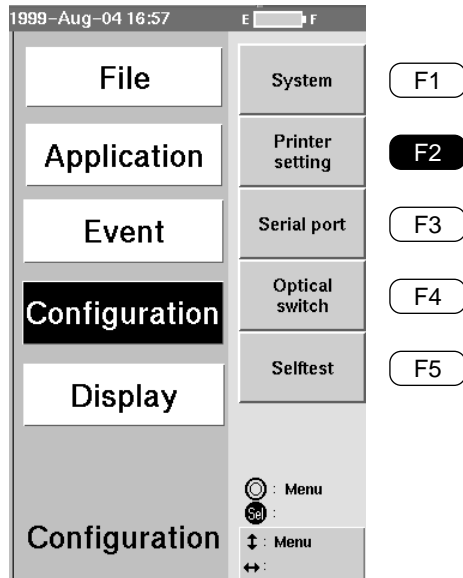 1999-Aug-04 16:57
E F
File
Application
Event
Configuration
Display
Configuration
System
Printer
setting
Serial port
Optical
switch
Selftest
: Menu
Sel :
↕ : Menu
↔ :
F1
F2
F3
F4
F5